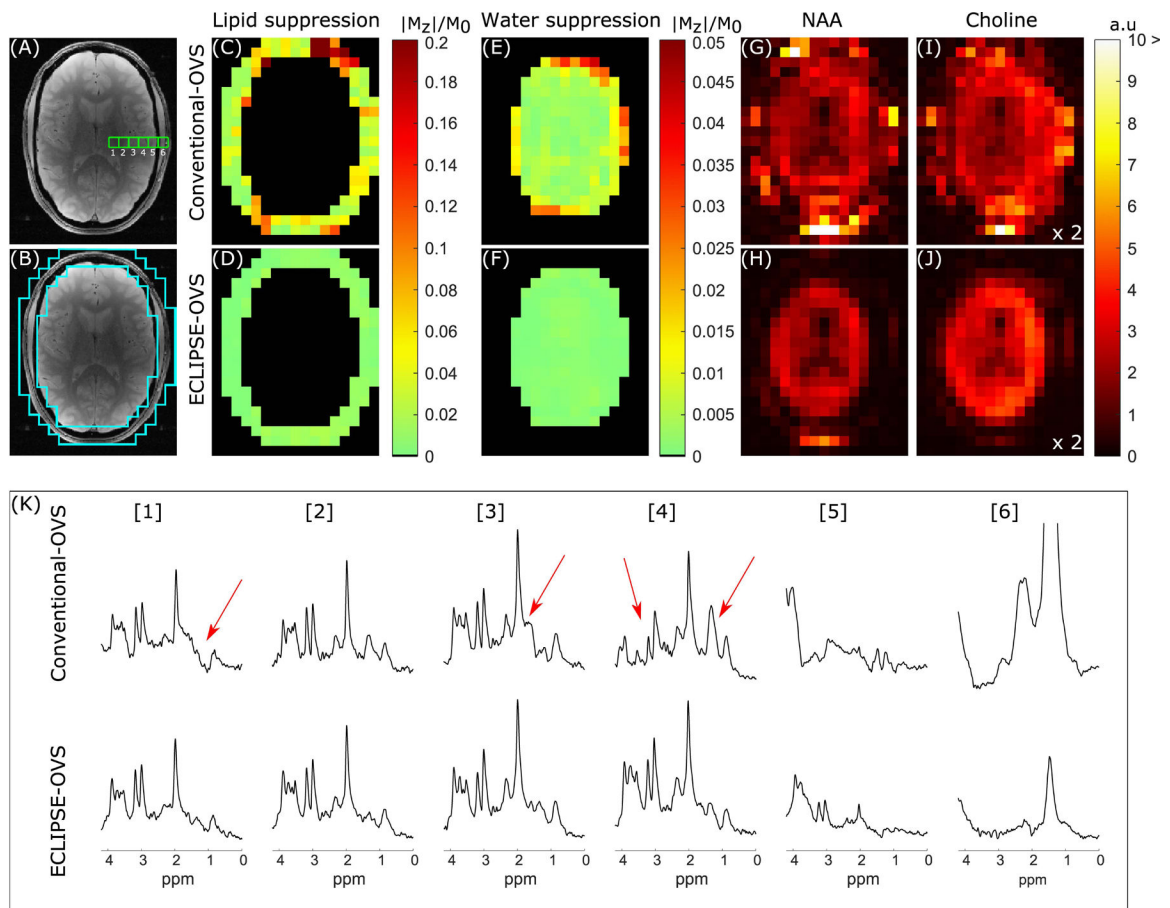 Lipid suppression |Mz|/M0 Water suppression |Mz|/M0 NAA Choline a.u
(A) (C) 0.2 (E) 0.05 (G) (I) 10 >
Conventional-OVS
1 2 3 4 5 6
0.18
0.16
0.14
0.12
0.1
0.08
0.06
0.04
0.02
0
0.045
0.04
0.035
0.03
0.025
0.02
0.015
0.01
0.005
0
9
8
7
6
5
4
3
2
1
0
x 2
(B) (D) (F) (H) (J)
ECLIPSE-OVS
x 2
(K) [1] [2] [3] [4] [5] [6]
Conventional-OVS
ECLIPSE-OVS
4 3 2 1 0 4 3 2 1 0 4 3 2 1 0 4 3 2 1 0 4 3 2 1 0 4 3 2 1 0
ppm ppm ppm ppm ppm ppm